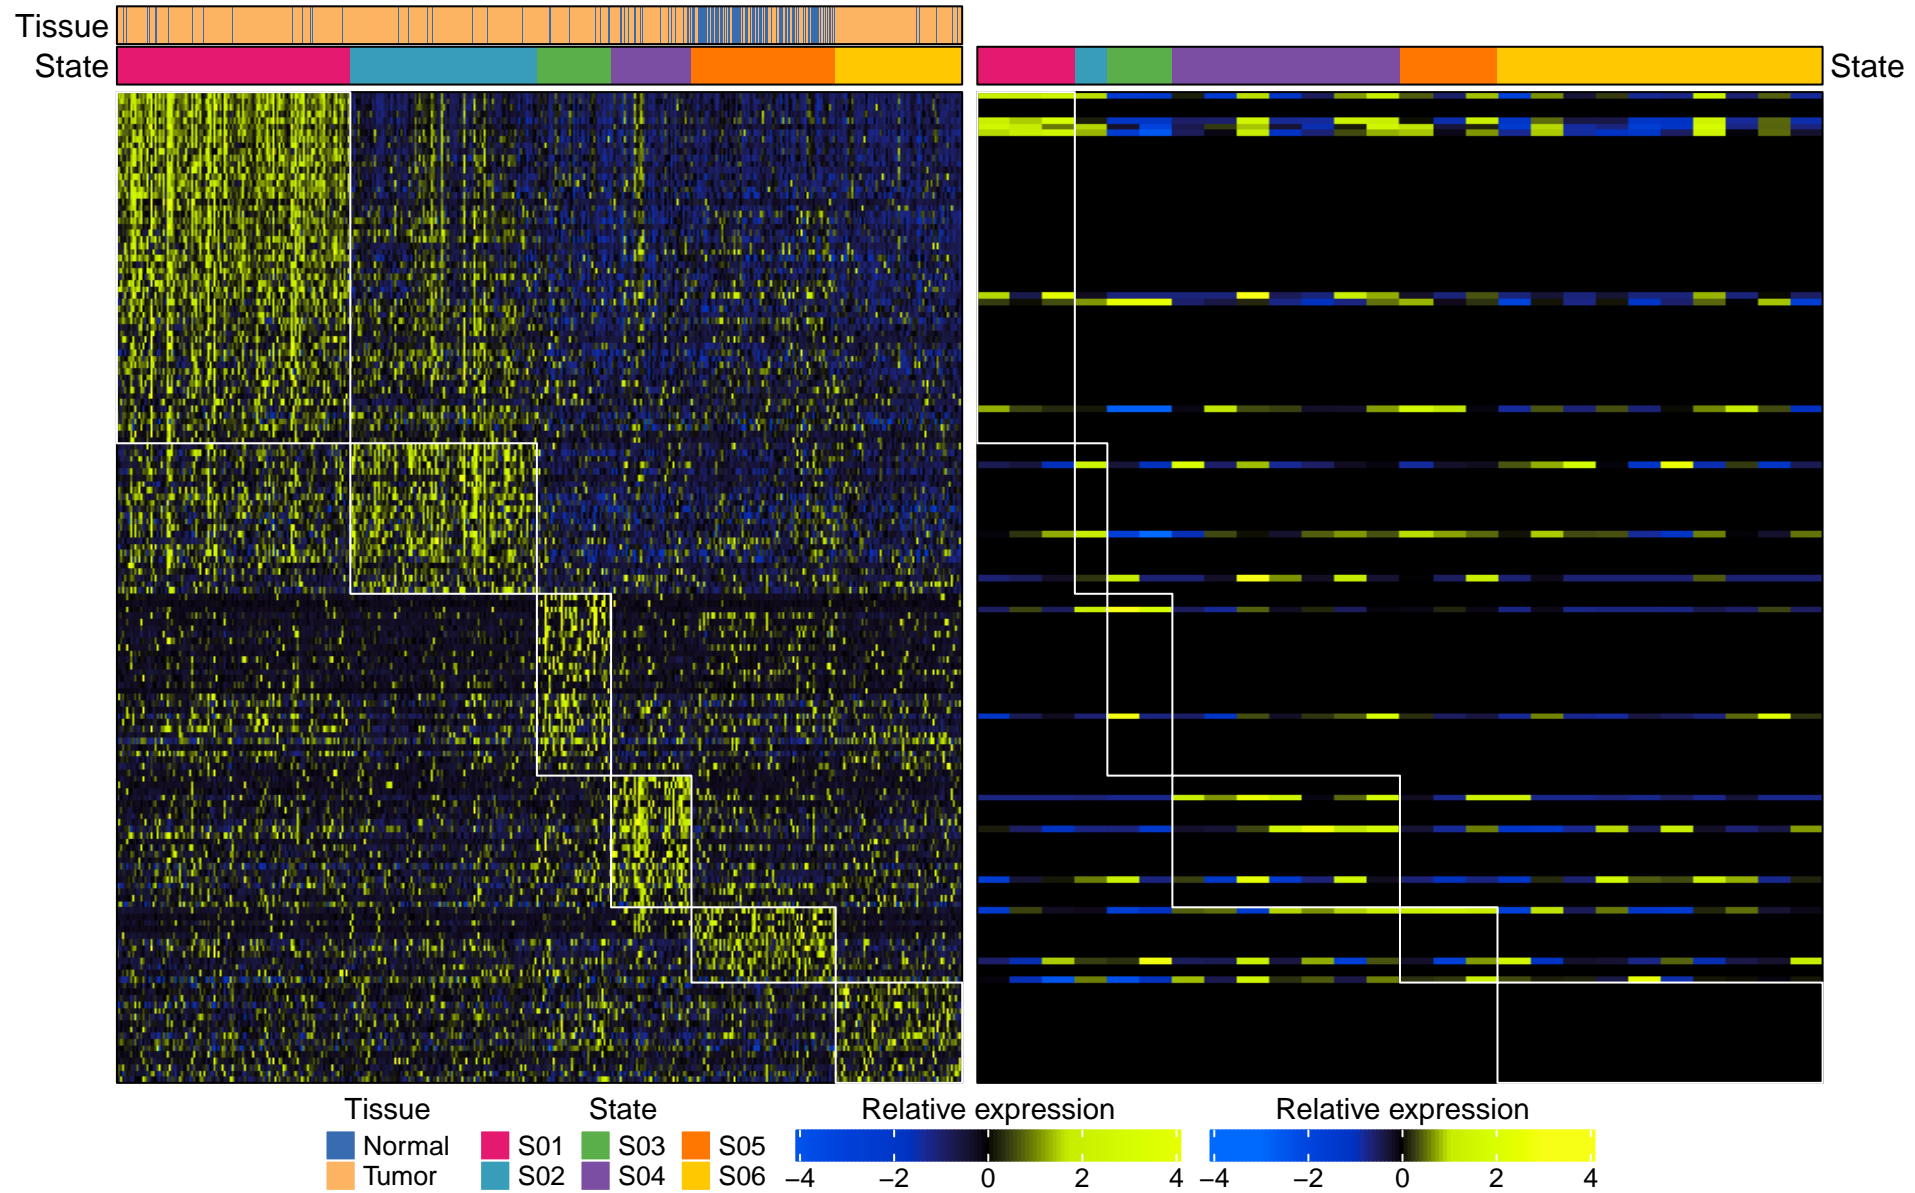 Tissue
State
State
Tissue State Relative expression Relative expression
Normal S01 S03 S05
Tumor S02 S04 S06
−4 −2 0 2 4 −4 −2 0 2 4